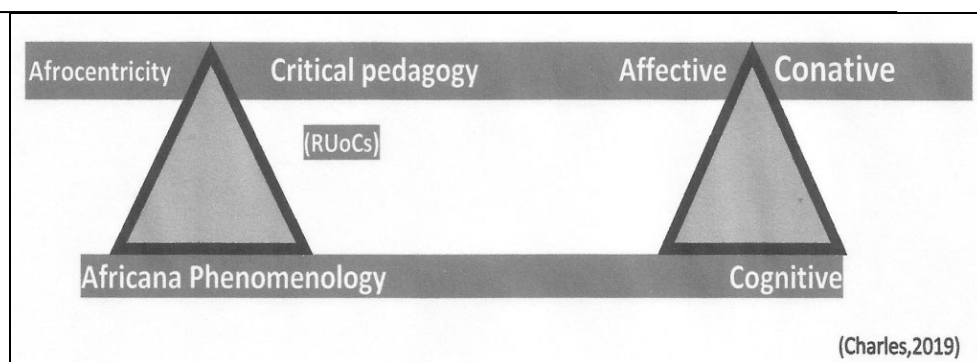 Afrocentricity Critical pedagogy Affective Conative
(RUoCs)
Africana Phenomenology Cognitive
(Charles,2019)